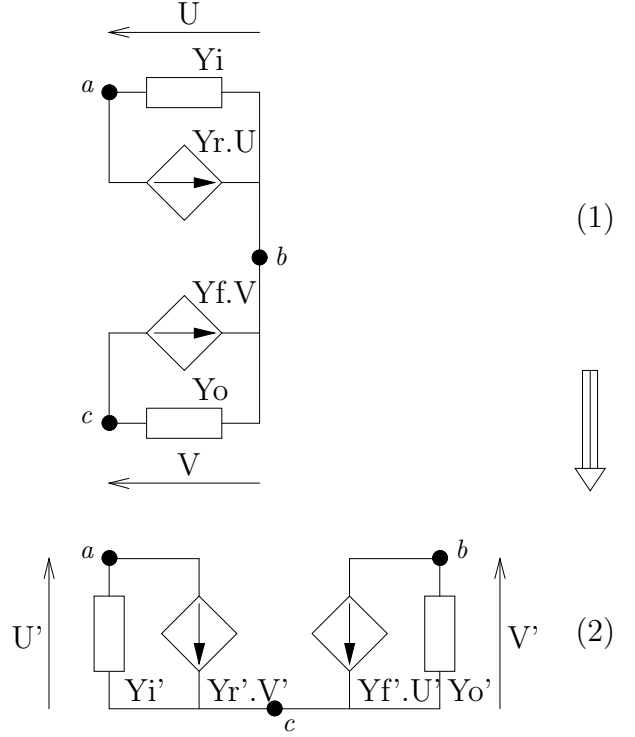 U
Yi
a
Yr.U
(1)
b
Yf.V
Yo
c
V
a
b
U'
V'
(2)
Yi'
Yr'.V'
Yf'.U'
Yo'
c